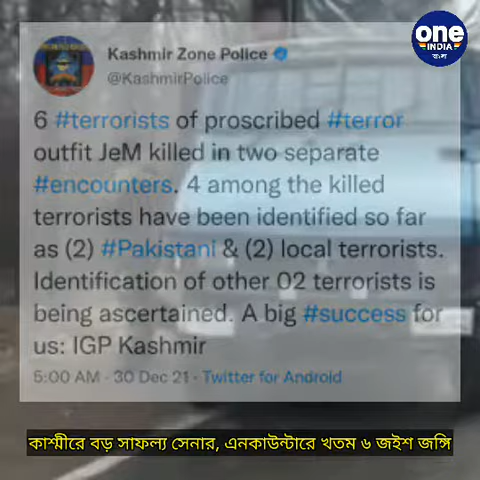 one
INDIA
বাংলা
Kashmir Zone Police
@KashmirPolice
6 #terrorists of proscribed #terror
outfit JeM killed in two separate
#encounters. 4 among the killed
terrorists have been identified so far
as (2) #Pakistani & (2) local terrorists.
Identification of other 02 terrorists is
being ascertained. A big #success for
us: IGP Kashmir
5:00 AM · 30 Dec 21 · Twitter for Android
কাশ্মীরে বড় সাফল্য সেনার, এনকাউন্টারে খতম ৬ জইশ জঙ্গি